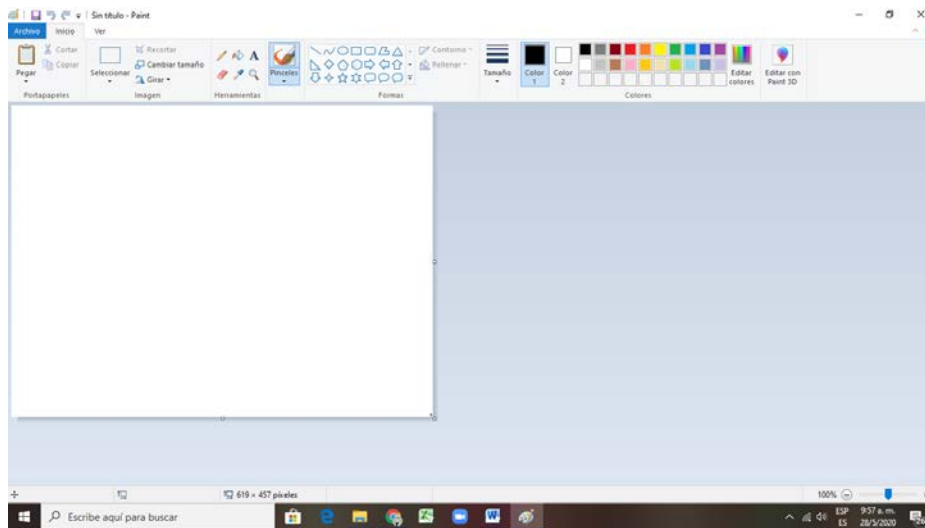 Sin título - Paint
Archivo Inicio Ver
Pegar
Cortar
Copiar
Portapapeles
Seleccionar
Recortar
Cambiar tamaño
Girar
Imagen
Herramientas
Pinceles
Contorno
Rellenar
Formas
Tamaño
Color 1
Color 2
Editar colores
Colores
Editar con Paint 3D
619 × 457 píxeles
100%
Escribe aquí para buscar
ESP
ES
9:57 a. m.
28/5/2020